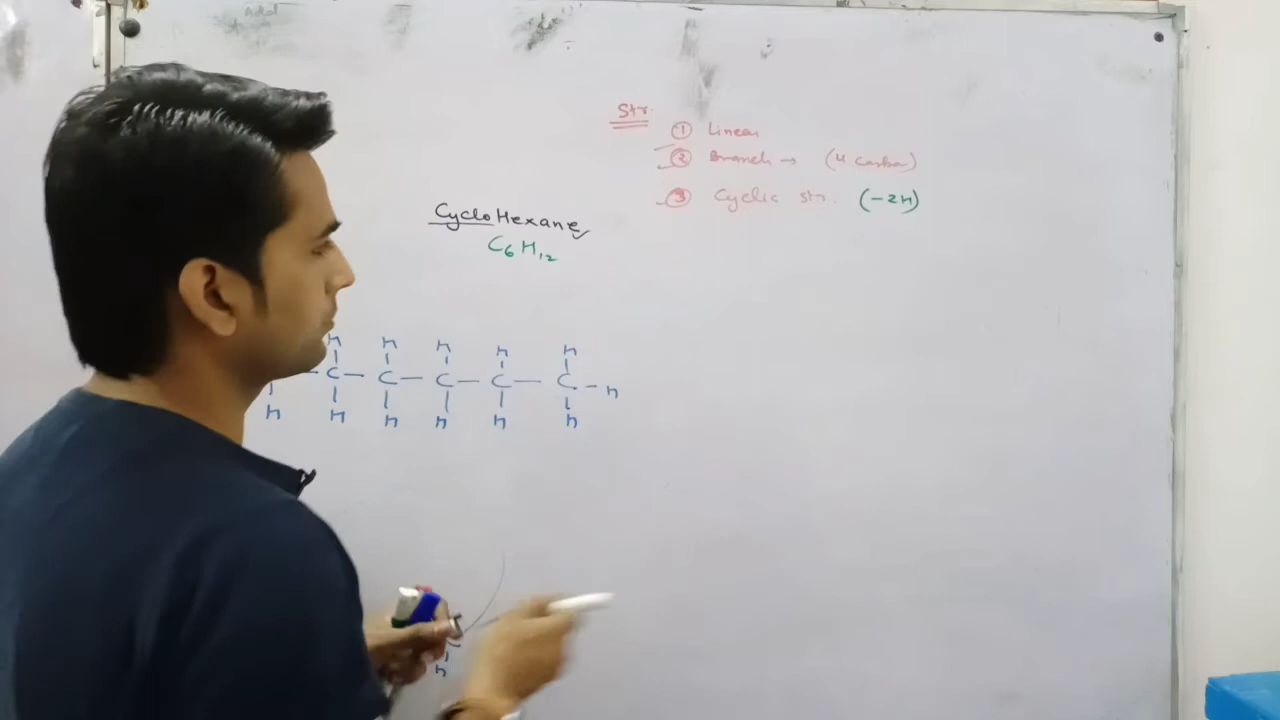 Str.
① Linear
② Branch → (4 Carbon)
③ Cyclic str. (-2H)
CycloHexane
C6H12
H H H H H
C — C — C — C — C — H
H H H H H H
H